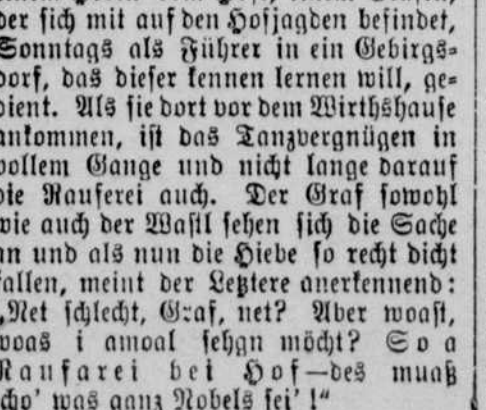 der sich mit auf den Hofjagden befindet,
Sonntags als Führer in ein Gebirgs-
dorf, das dieser kennen lernen will, ge-
dient. Als sie dort vor dem Wirthshause
ankommen, ist das Tanzvergnügen in
vollem Gange und nicht lange darauf
die Rauferei auch. Der Graf sowohl
wie auch der Wastl sehen sich die Sache
an und als nun die Hiebe so recht dicht
fallen, meint der Letztere anerkennend:
„Net schlecht, Graf, net? Aber woast,
woas i amoal sehgn möcht? So a
Rauferei bei Hof—des muaß
scho' was ganz Nobels sei'!“